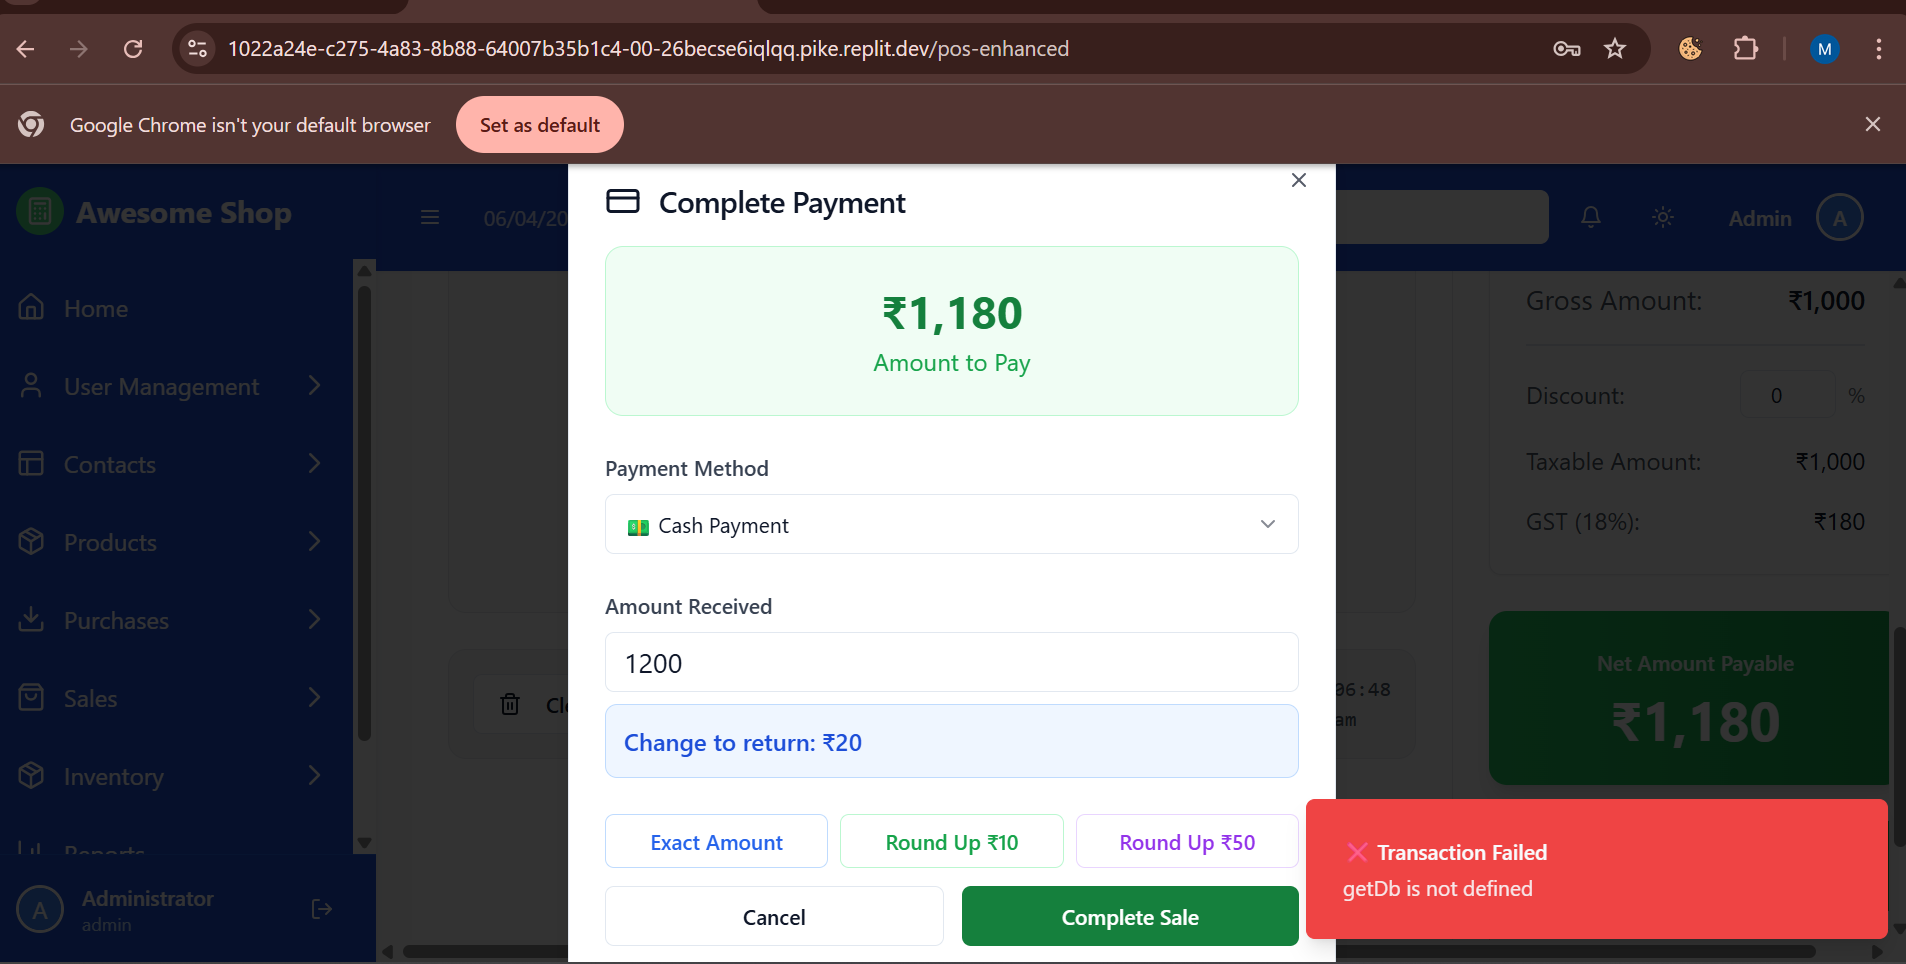 1022a24e-c275-4a83-8b88-64007b35b1c4-00-26becse6iqlqq.pike.replit.dev/pos-enhanced
M
Google Chrome isn't your default browser
Set as default
Awesome Shop
06/04/20
Admin
A
Home
User Management
Contacts
Products
Purchases
Sales
Inventory
Reports
A
Administrator
admin
Complete Payment
₹1,180
Amount to Pay
Payment Method
Cash Payment
Amount Received
1200
Change to return: ₹20
Exact Amount
Round Up ₹10
Round Up ₹50
Cancel
Complete Sale
Gross Amount: ₹1,000
Discount: 0 %
Taxable Amount: ₹1,000
GST (18%): ₹180
Net Amount Payable
₹1,180
06:48
am
Transaction Failed
getDb is not defined